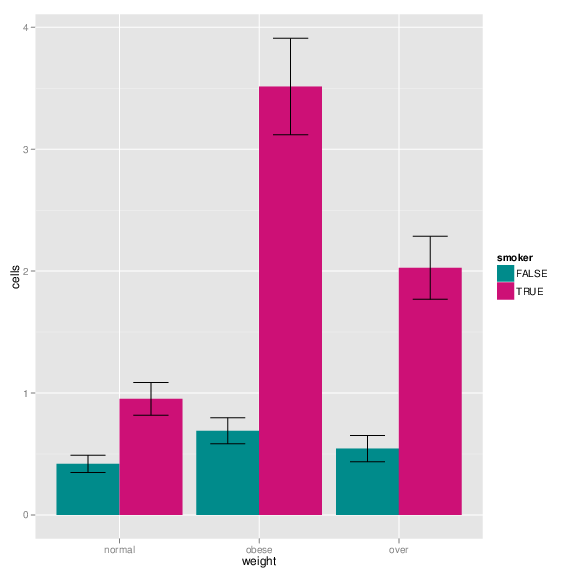 4
3
2
1
0
cells
normal obese over
weight
smoker
FALSE
TRUE